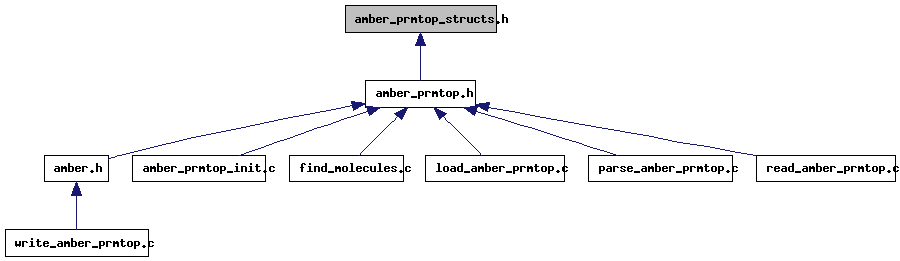 amber_prmtop_structs.h
amber_prmtop.h
amber.h
amber_prmtop_init.c
find_molecules.c
load_amber_prmtop.c
parse_amber_prmtop.c
read_amber_prmtop.c
write_amber_prmtop.c